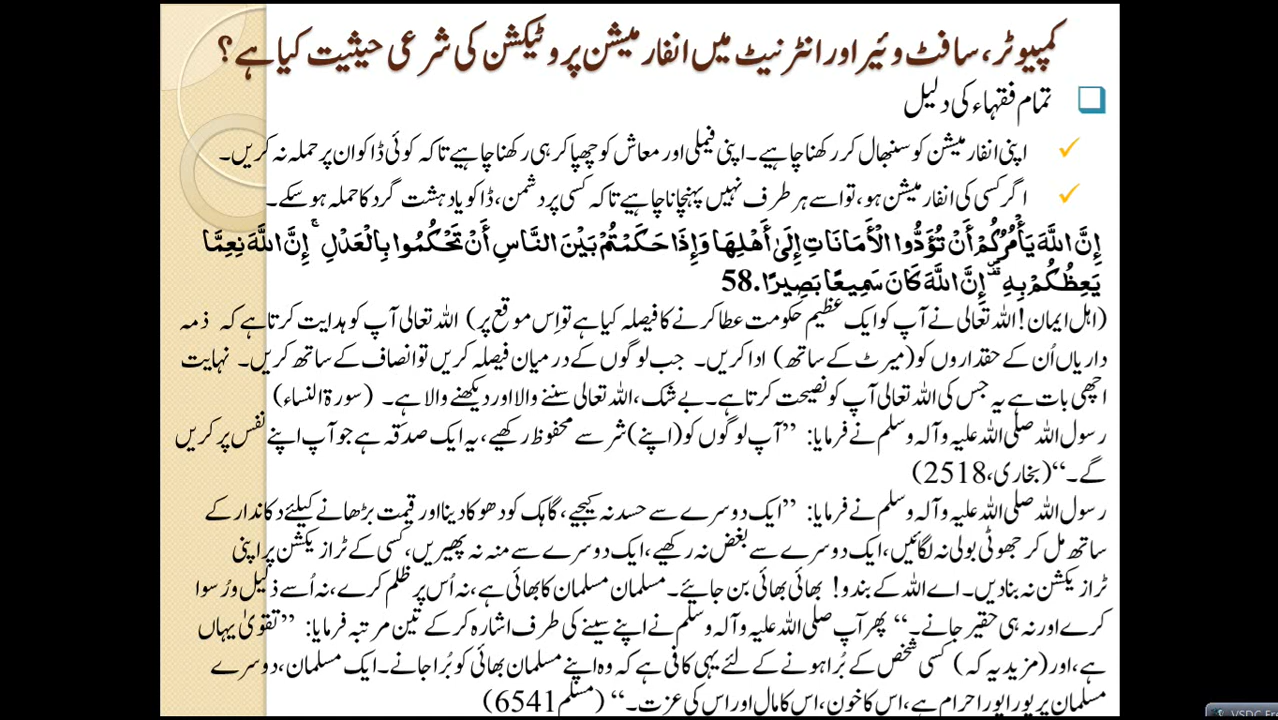 کمپیوٹر، سافٹ وئیر اور انٹرنیٹ میں انفارمیشن پروٹیکشن کی شرعی حیثیت کیا ہے؟
تمام فقہاء کی دلیل
اپنی انفارمیشن کو سنبھال کر رکھنا چاہیے۔ اپنی فیملی اور معاش کو چھپا کر ہی رکھنا چاہیے تاکہ کوئی ڈاکو ان پر حملہ نہ کریں۔
اگر کسی کی انفارمیشن ہو، تو اسے ہر طرف نہیں پہنچانا چاہیے تاکہ کسی پر دشمن، ڈاکو یا دہشت گرد کا حملہ ہو سکے۔
إِنَّ اللَّهَ يَأْمُرُكُمْ أَنْ تُؤَدُّوا الْأَمَانَاتِ إِلَىٰ أَهْلِهَا وَإِذَا حَكَمْتُمْ بَيْنَ النَّاسِ أَنْ تَحْكُمُوا بِالْعَدْلِ ۚ إِنَّ اللَّهَ نِعِمَّا
يَعِظُكُمْ بِهِ ۗ إِنَّ اللَّهَ كَانَ سَمِيعًا بَصِيرًا.58
(اہل ایمان! اللہ تعالی نے آپ کو ایک عظیم حکومت عطا کرنے کا فیصلہ کیا ہے تو اِس موقع پر) اللہ تعالی آپ کو ہدایت کرتا ہے کہ ذمہ
داریاں اُن کے حقداروں کو (میرٹ کے ساتھ) ادا کریں۔ جب لوگوں کے درمیان فیصلہ کریں تو انصاف کے ساتھ کریں۔ نہایت
اچھی بات ہے یہ جس کی اللہ تعالی آپ کو نصیحت کرتا ہے۔ بے شک، اللہ تعالی سننے والا اور دیکھنے والا ہے۔ (سورۃ النساء)
رسول اللہ صلی اللہ علیہ وآلہ وسلم نے فرمایا: ”آپ لوگوں کو (اپنے) شر سے محفوظ رکھیے، یہ ایک صدقہ ہے جو آپ اپنے نفس پر کریں
گے۔“ (بخاری، 2518)
رسول اللہ صلی اللہ علیہ وآلہ وسلم نے فرمایا: ”ایک دوسرے سے حسد نہ کیجیے، گاہک کو دھوکا دینا اور قیمت بڑھانے کیلئے دکاندار کے
ساتھ مل کر جھوٹی بولی نہ لگائیں، ایک دوسرے سے بغض نہ رکھیے، ایک دوسرے سے منہ نہ پھیریں، کسی کے ٹرازیکشن پر اپنی
ٹرازیکشن نہ بنا دیں۔ اے اللہ کے بندو! بھائی بھائی بن جائیے۔ مسلمان مسلمان کا بھائی ہے، نہ اُس پر ظلم کرے، نہ اُسے ذلیل ورُسوا
کرے اور نہ ہی حقیر جانے۔“ پھر آپ صلی اللہ علیہ وآلہ وسلم نے اپنے سینے کی طرف اشارہ کر کے تین مرتبہ فرمایا: ”تقویٰ یہاں
ہے، اور (مزید یہ کہ) کسی شخص کے بُرا ہونے کے لئے یہی کافی ہے کہ وہ اپنے مسلمان بھائی کو بُرا جانے۔ ایک مسلمان، دوسرے
مسلمان پر پورا پورا حرام ہے، اس کا خون، اس کا مال اور اس کی عزت۔“ (مسلم 6541)